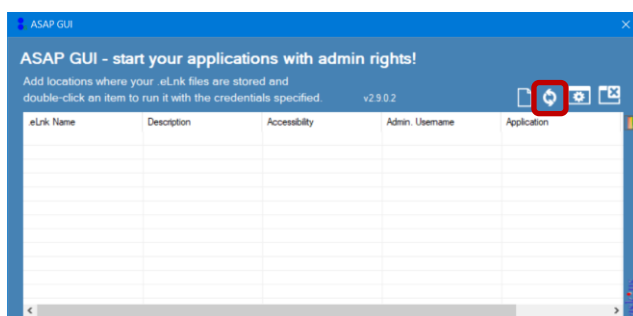 ASAP GUI
ASAP GUI - start your applications with admin rights!
Add locations where your .eLnk files are stored and
double-click an item to run it with the credentials specified. v2.9.0.2
.eLnk Name Description Accessibility Admin. Username Application